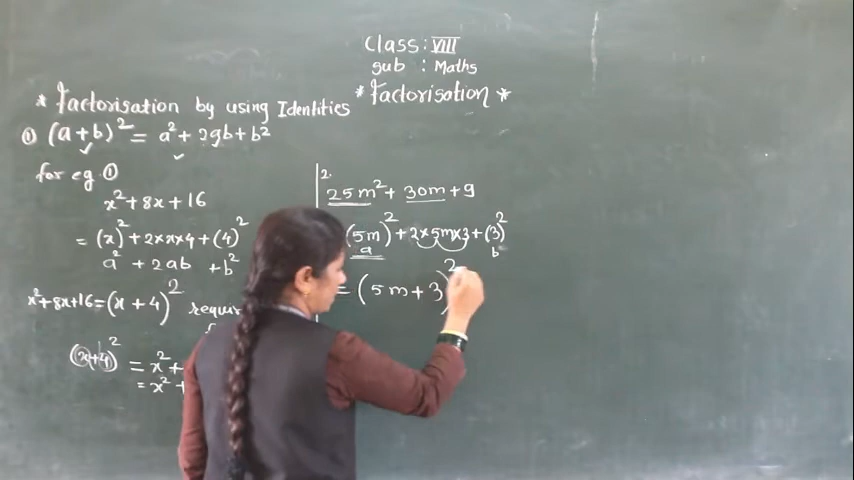 Class: VIII
sub : Maths
* Factorisation *
* Factorisation by using Identities
① (a+b)² = a² + 2ab + b²
for eg ①
x² + 8x + 16
= (x)² + 2×x×4 + (4)²
a² + 2ab + b²
x²+8x+16 = (x+4)²
(x+4)² = x² +
= x² +
2.
25m² + 30m + 9
(5m)² + 2×5m×3 + (3)²
a b
= (5m+3)²